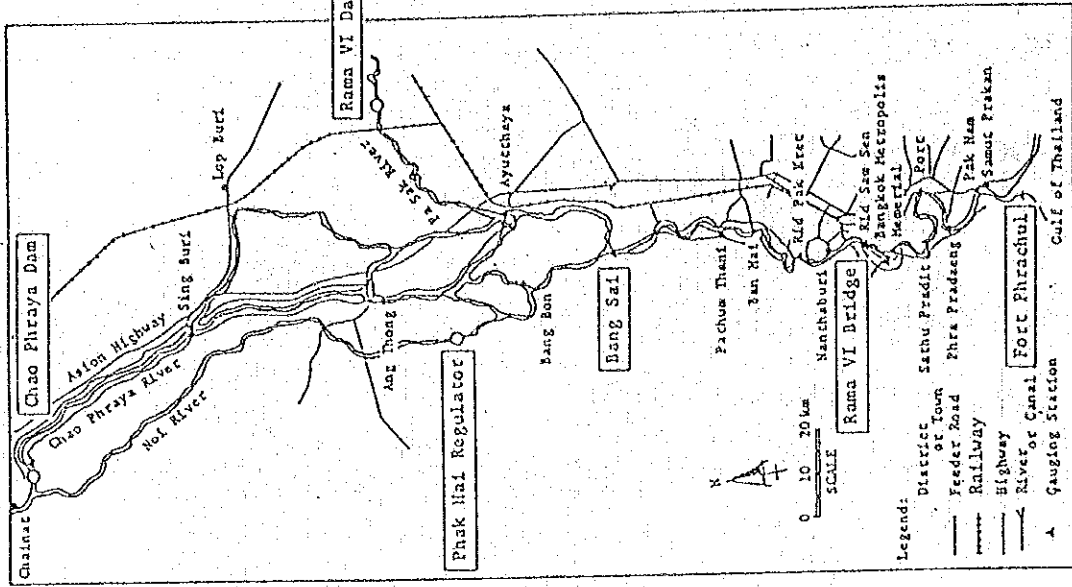 Chainat
Chao Phraya Dam
Asian Highway
Chao Phraya River
Noi River
Sing Buri
Lop Buri
Rama VI Da
Pa Sak River
Ang Thong
Ayutthaya
Phak Hai Regulator
Bang Bon
Bang Sai
Pathum Thani
Ban Mai
Rid Pak Kret
Nonthaburi
Rama VI Bridge
Rid Sam Sen
Bangkok Metropolis
Memorial
Port
Sathu Pradit
Phra Pradaeng
Pak Nam
Samut Prakan
Fort Phrachul
Gulf of Thailand
N
0 10 20 km
SCALE
Legend:
District
or Town
Feeder Road
Railway
Highway
River
or Canal
Gauging Station